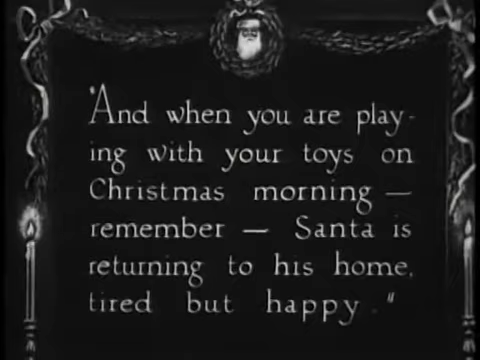 "And when you are play-
ing with your toys on
Christmas morning —
remember — Santa is
returning to his home,
tired but happy."